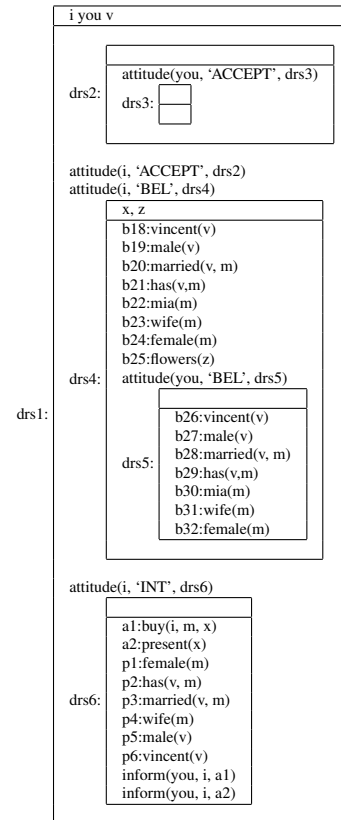 i you v
attitude(you, ‘ACCEPT’, drs3)
drs2:
drs3:
attitude(i, ‘ACCEPT’, drs2)
attitude(i, ‘BEL’, drs4)
x, z
b18:vincent(v)
b19:male(v)
b20:married(v, m)
b21:has(v,m)
b22:mia(m)
b23:wife(m)
b24:female(m)
b25:flowers(z)
drs4: attitude(you, ‘BEL’, drs5)
drs1:
b26:vincent(v)
b27:male(v)
b28:married(v, m)
drs5: b29:has(v,m)
b30:mia(m)
b31:wife(m)
b32:female(m)
attitude(i, ‘INT’, drs6)
a1:buy(i, m, x)
a2:present(x)
p1:female(m)
p2:has(v, m)
drs6: p3:married(v, m)
p4:wife(m)
p5:male(v)
p6:vincent(v)
inform(you, i, a1)
inform(you, i, a2)